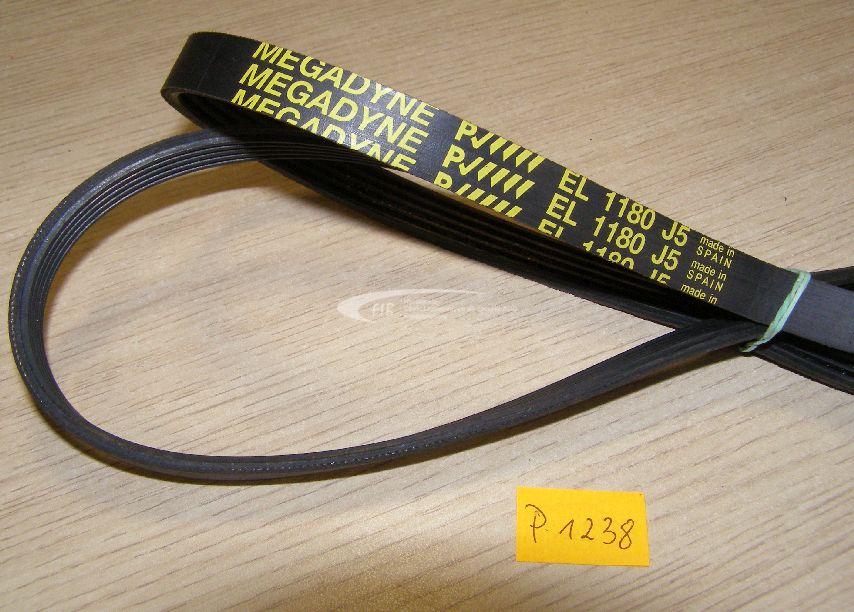 MEGADYNE PJ EL 1180 J5 made in SPAIN
MEGADYNE PJ EL 1180 J5 made in SPAIN
MEGADYNE P EL 1180 J5 made in
FIR
P. 1238